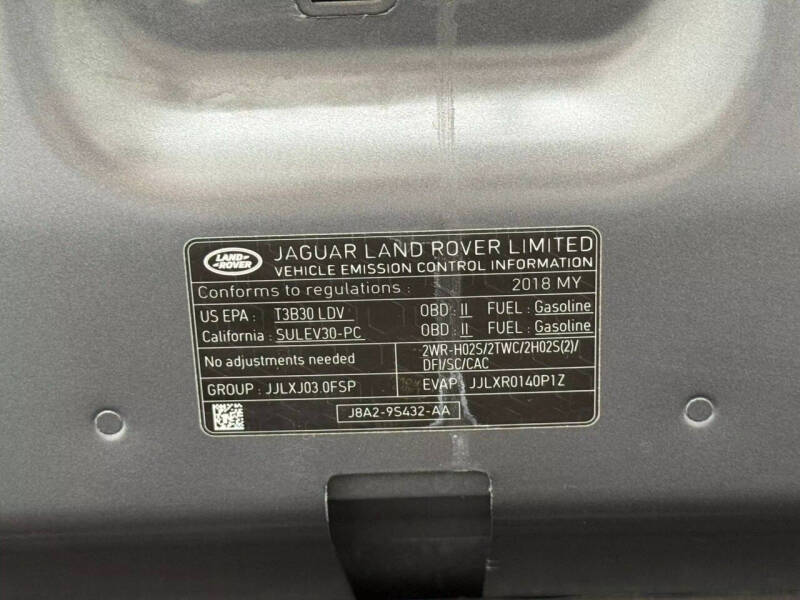 LAND ROVER
JAGUAR LAND ROVER LIMITED
VEHICLE EMISSION CONTROL INFORMATION
Conforms to regulations : 2018 MY
US EPA : T3B30 LDV OBD : II FUEL : Gasoline
California : SULEV30-PC OBD : II FUEL : Gasoline
No adjustments needed
2WR-H02S/2TWC/2H02S(2)/
DFI/SC/CAC
GROUP : JJLXJ03.0FSP EVAP : JJLXR0140P1Z
J8A2-9S432-AA